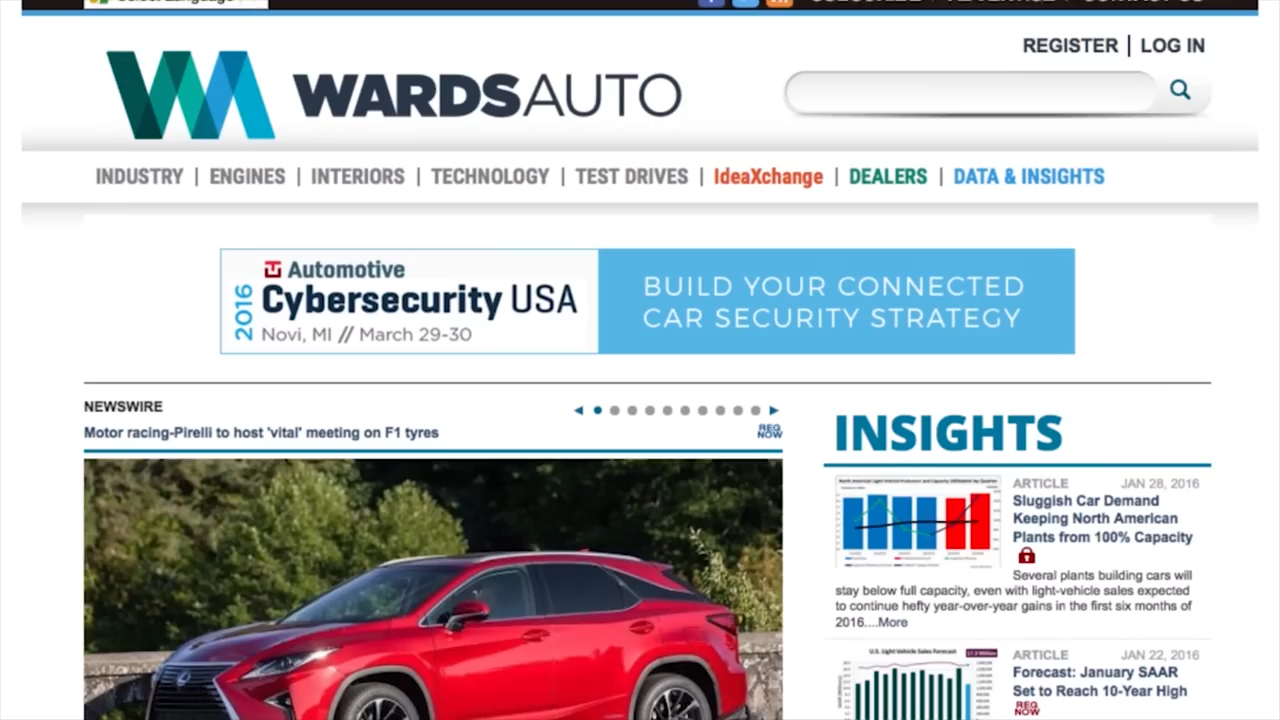 REGISTER | LOG IN
WARDSAUTO
INDUSTRY | ENGINES | INTERIORS | TECHNOLOGY | TEST DRIVES | IdeaXchange | DEALERS | DATA & INSIGHTS
2016
Automotive
Cybersecurity USA
Novi, MI // March 29-30
BUILD YOUR CONNECTED
CAR SECURITY STRATEGY
NEWSWIRE
Motor racing-Pirelli to host 'vital' meeting on F1 tyres
REG
NOW
INSIGHTS
ARTICLE JAN 28, 2016
Sluggish Car Demand
Keeping North American
Plants from 100% Capacity
Several plants building cars will
stay below full capacity, even with light-vehicle sales expected
to continue hefty year-over-year gains in the first six months of
2016....More
U.S. Light Vehicle Sales Forecast
ARTICLE JAN 22, 2016
Forecast: January SAAR
Set to Reach 10-Year High
REG
NOW